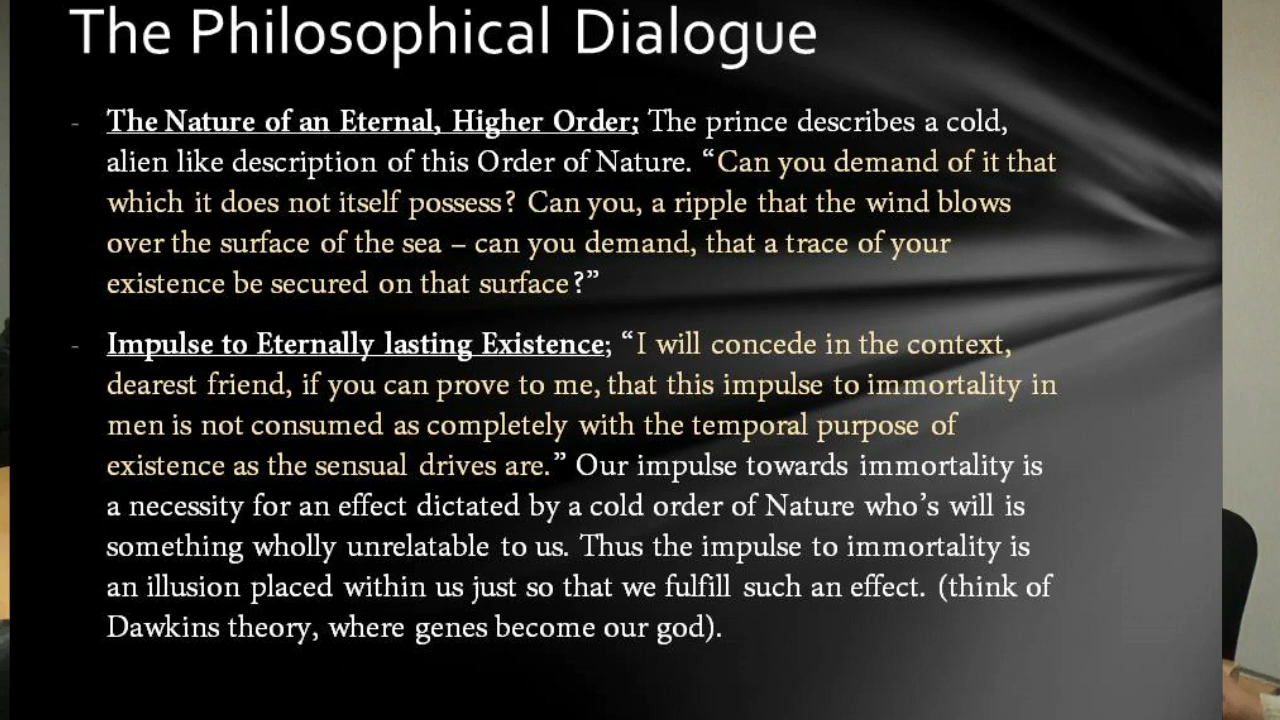 The Philosophical Dialogue
- The Nature of an Eternal, Higher Order; The prince describes a cold,
alien like description of this Order of Nature. “Can you demand of it that
which it does not itself possess? Can you, a ripple that the wind blows
over the surface of the sea – can you demand, that a trace of your
existence be secured on that surface?”
- Impulse to Eternally lasting Existence; “I will concede in the context,
dearest friend, if you can prove to me, that this impulse to immortality in
men is not consumed as completely with the temporal purpose of
existence as the sensual drives are.” Our impulse towards immortality is
a necessity for an effect dictated by a cold order of Nature who’s will is
something wholly unrelatable to us. Thus the impulse to immortality is
an illusion placed within us just so that we fulfill such an effect. (think of
Dawkins theory, where genes become our god).